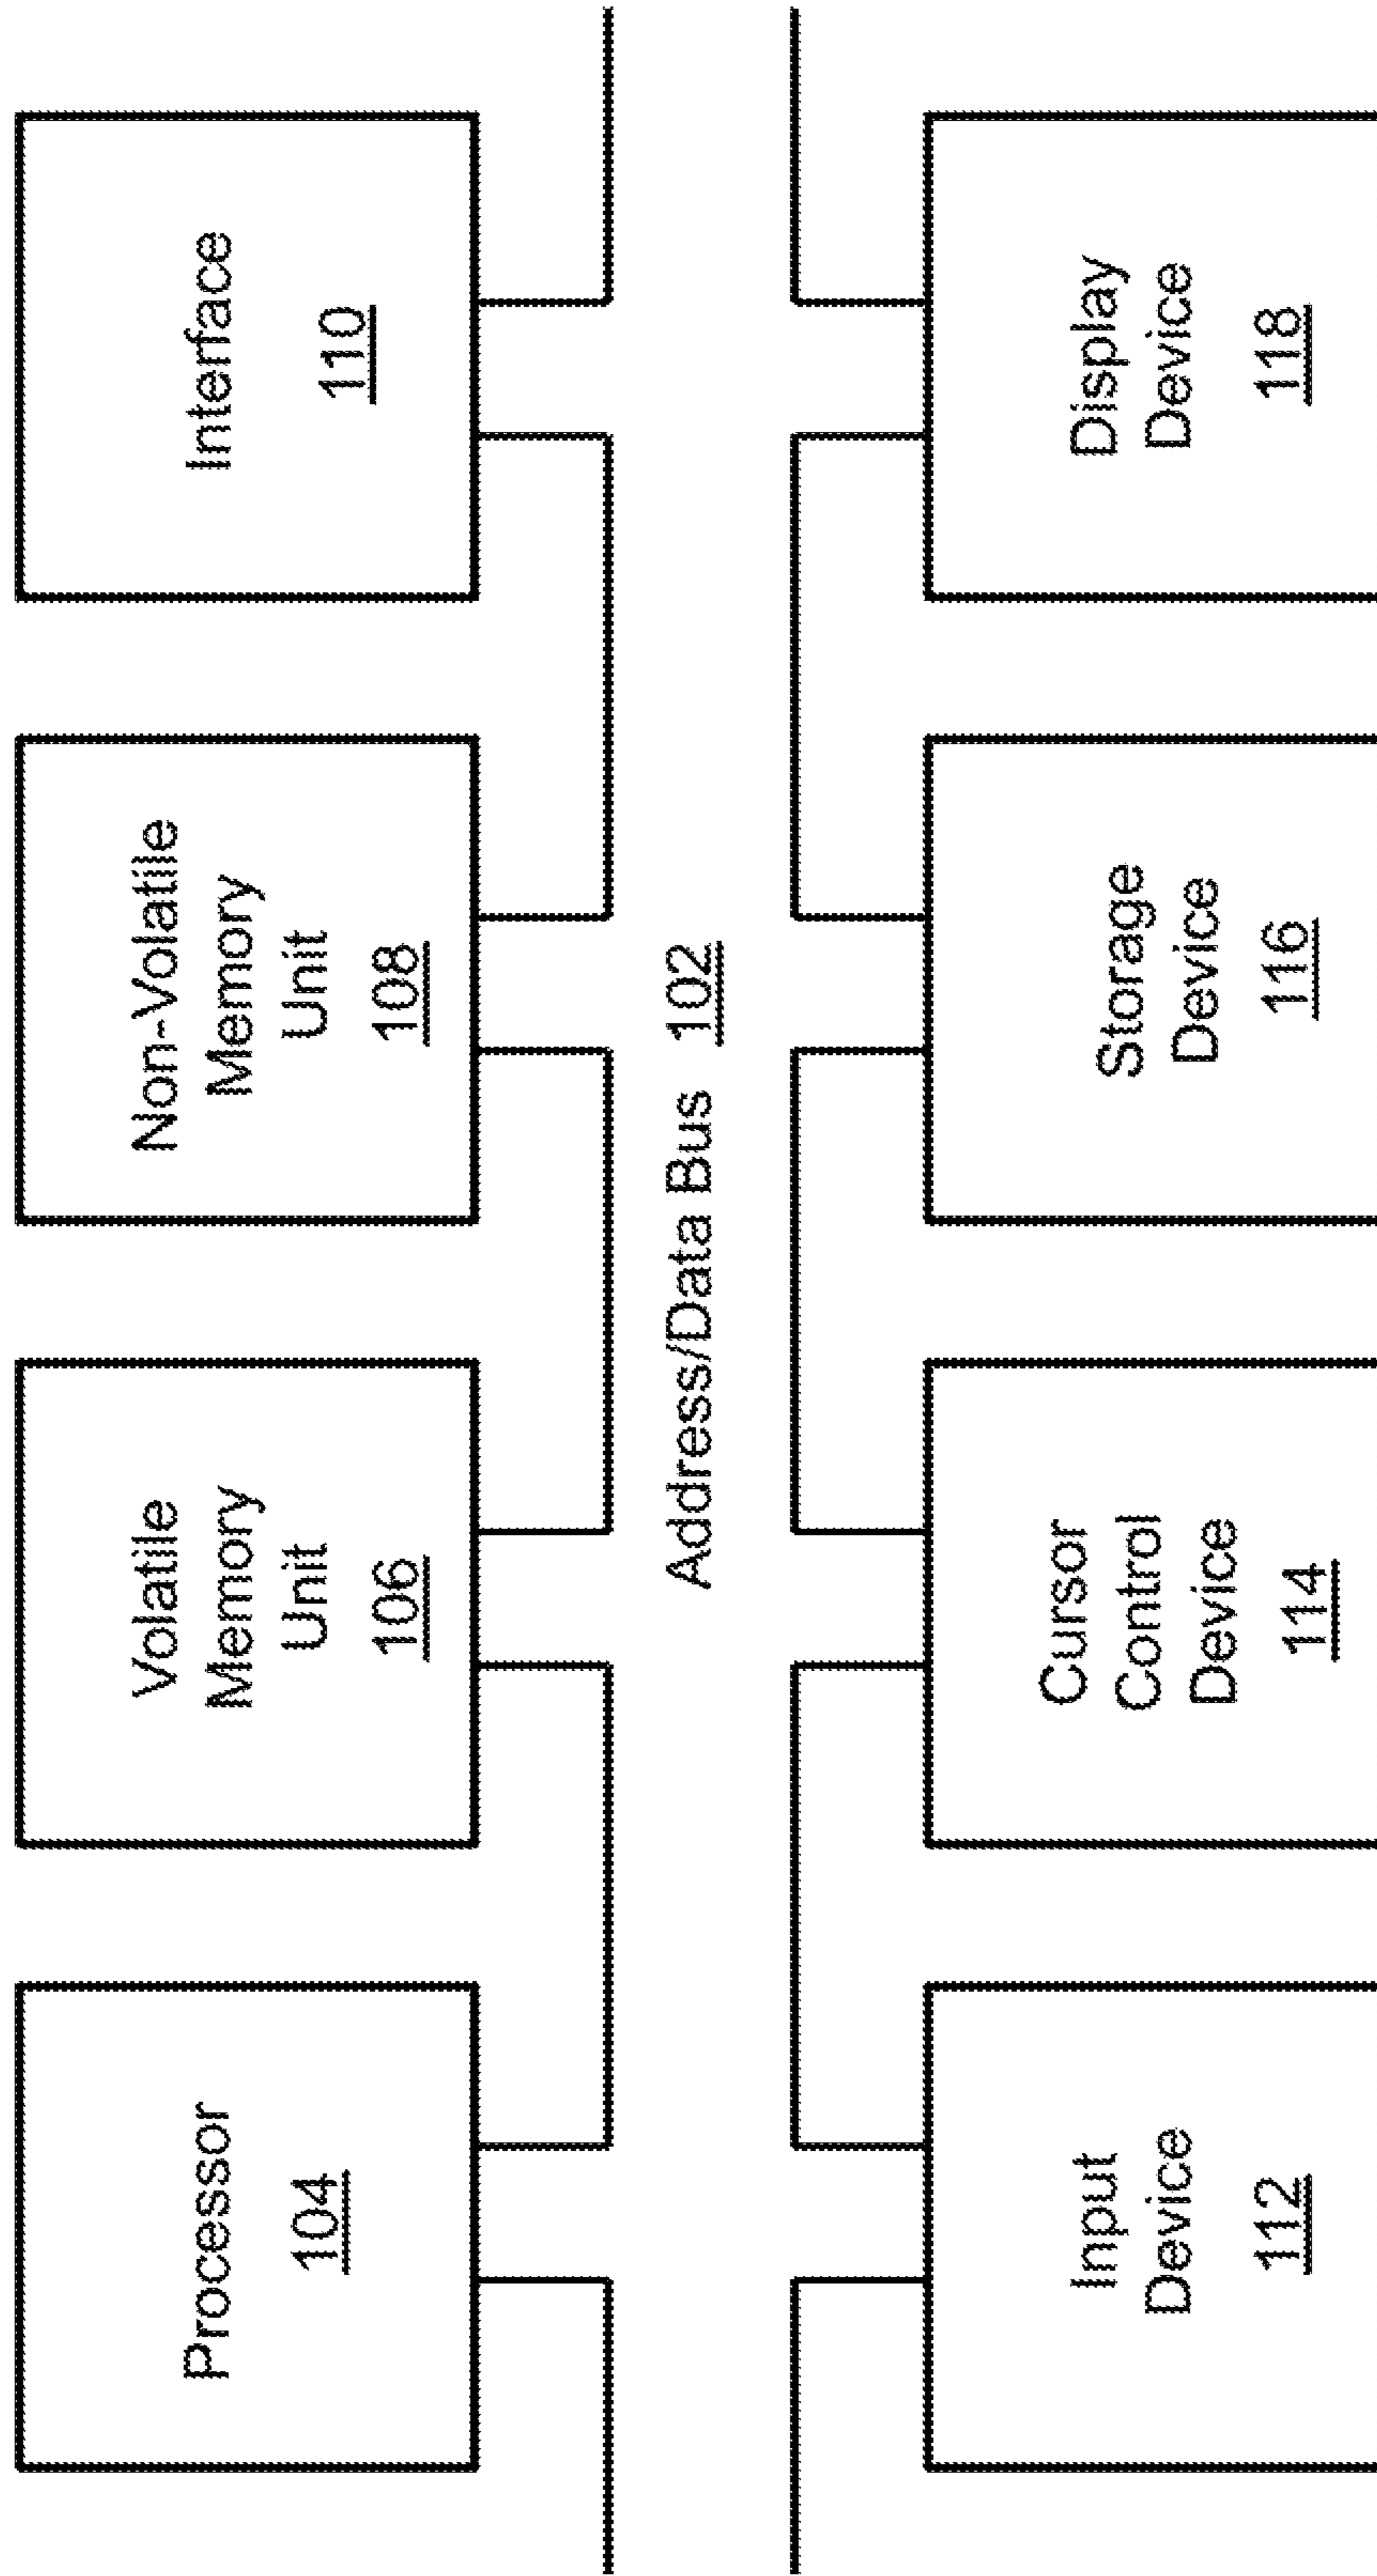 Processor
104
Volatile
Memory
Unit
106
Non-Volatile
Memory
Unit
108
Interface
110
Address/Data Bus 102
Input
Device
112
Cursor
Control
Device
114
Storage
Device
116
Display
Device
118